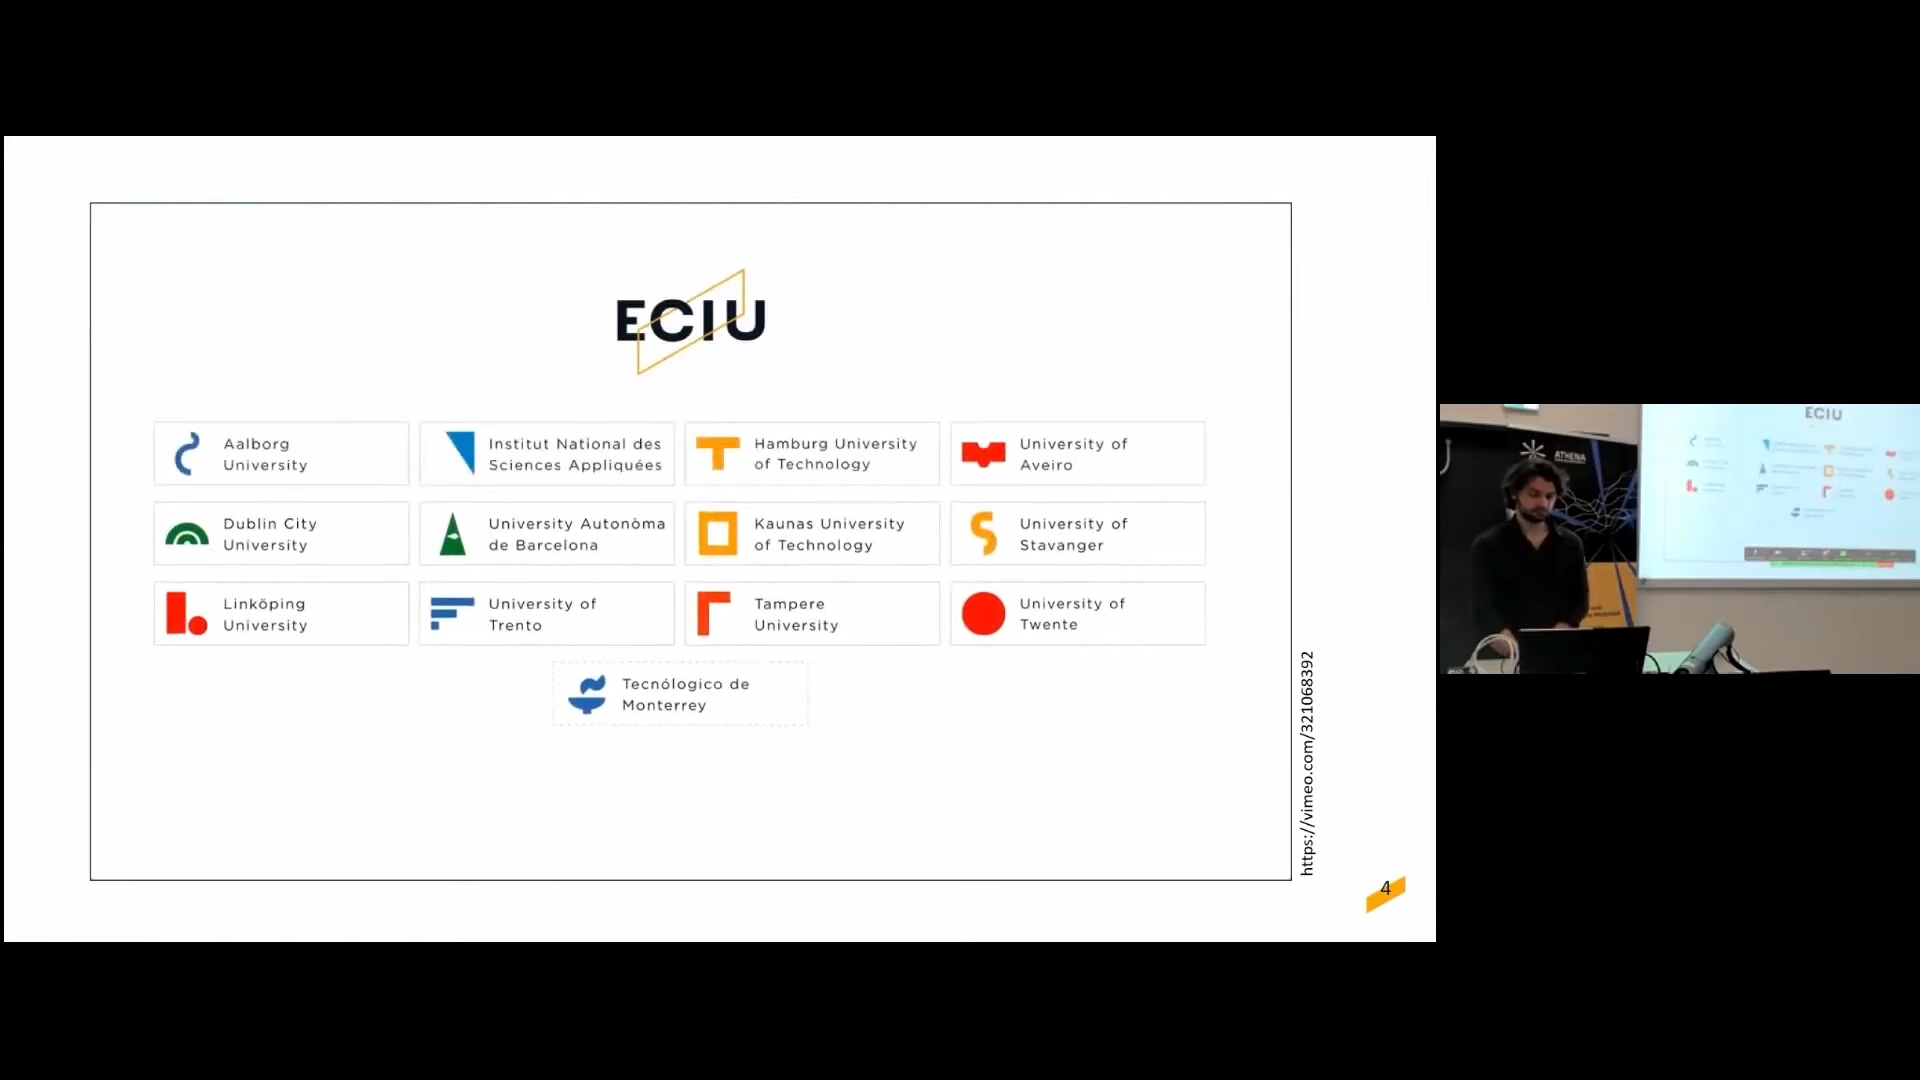 ECIU
Aalborg
University
Institut National des
Sciences Appliquées
Hamburg University
of Technology
University of
Aveiro
Dublin City
University
University Autonòma
de Barcelona
Kaunas University
of Technology
University of
Stavanger
Linköping
University
University of
Trento
Tampere
University
University of
Twente
Tecnólogico de
Monterrey
https://vimeo.com/321068392
4
ATHENA
ECIU